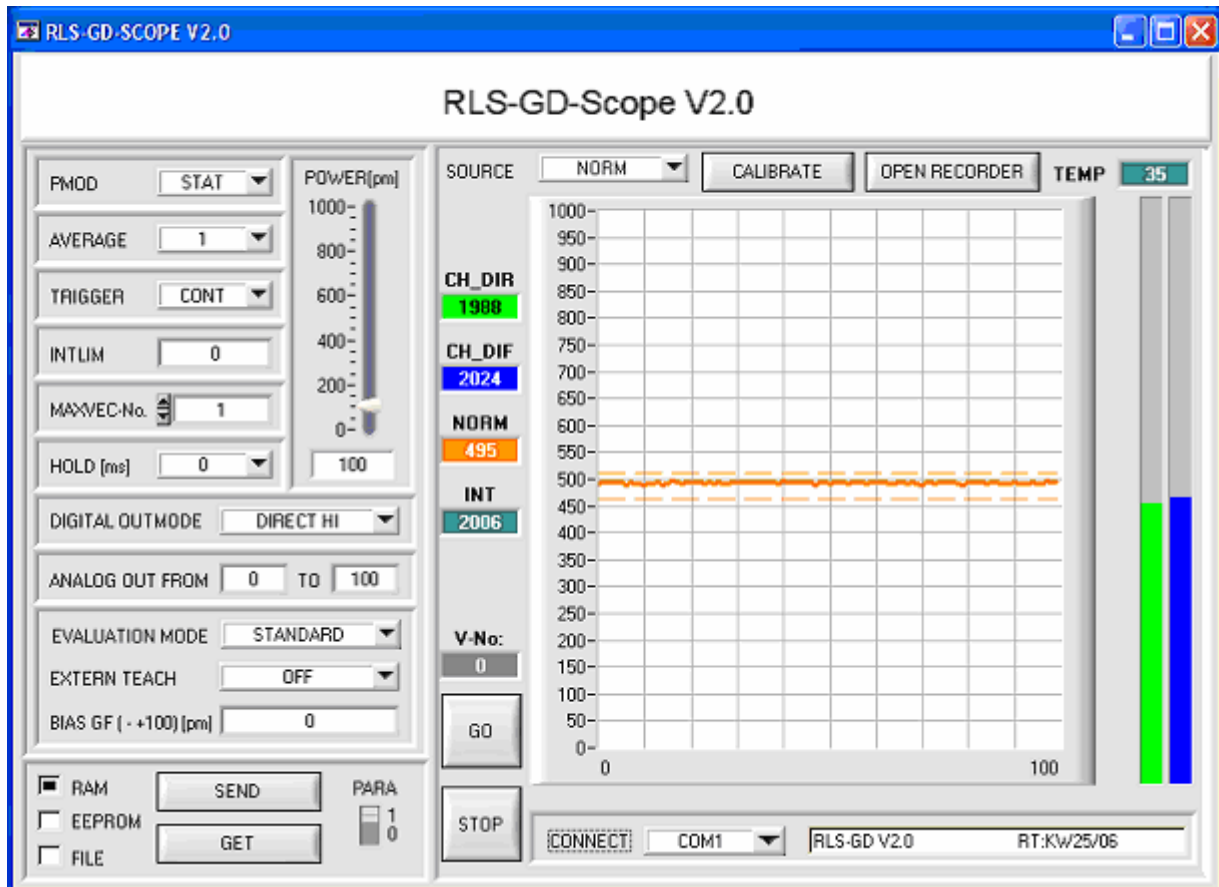 RLS-GD-SCOPE V2.0
RLS-GD-Scope V2.0
PMOD STAT
AVERAGE 1
TRIGGER CONT
INTLIM 0
MAXVEC-No. 1
HOLD [ms] 0
POWER[pm]
1000
800
600
400
200
0
100
DIGITAL OUTMODE DIRECT HI
ANALOG OUT FROM 0 TO 100
EVALUATION MODE STANDARD
EXTERN TEACH OFF
BIAS GF ( - +100) [pm] 0
RAM
EEPROM
FILE
SEND
GET
PARA
1
0
SOURCE NORM CALIBRATE OPEN RECORDER TEMP 35
CH_DIR
1988
CH_DIF
2024
NORM
495
INT
2006
V-No:
0
GO
STOP
1000
950
900
850
800
750
700
650
600
550
500
450
400
350
300
250
200
150
100
50
0
0 100
CONNECT COM1 RLS-GD V2.0 RT:KW25/06